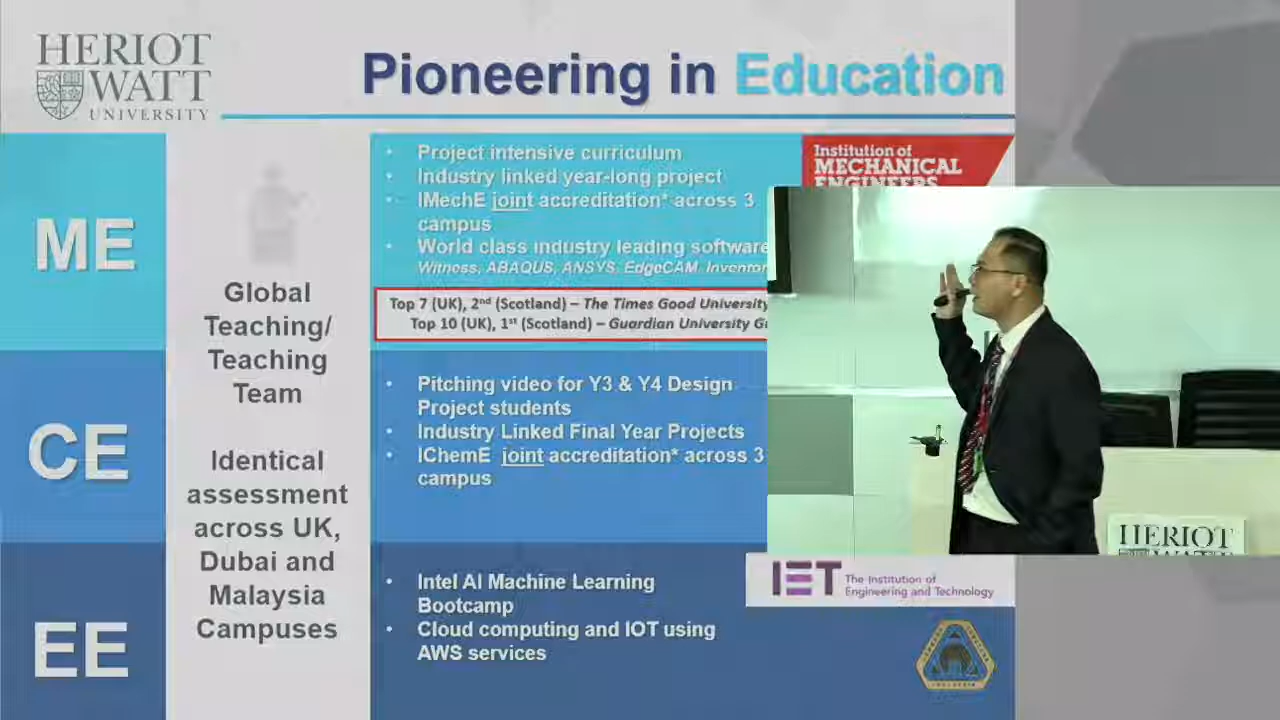 HERIOT
WATT
UNIVERSITY
Pioneering in Education
ME
CE
EE
Global
Teaching/
Teaching
Team
Identical
assessment
across UK,
Dubai and
Malaysia
Campuses
• Project intensive curriculum
• Industry linked year-long project
• IMechE joint accreditation* across 3
campus
• World class industry leading software
Witness, ABAQUS, ANSYS, EdgeCAM, Inventor
Institution of
MECHANICAL
ENGINEERS
Top 7 (UK), 2nd (Scotland) – The Times Good University
Top 10 (UK), 1st (Scotland) – Guardian University
• Pitching video for Y3 & Y4 Design
Project students
• Industry Linked Final Year Projects
• IChemE joint accreditation* across 3
campus
• Intel AI Machine Learning
Bootcamp
• Cloud computing and IOT using
AWS services
IET The Institution of
Engineering and Technology
HERIOT
WATT